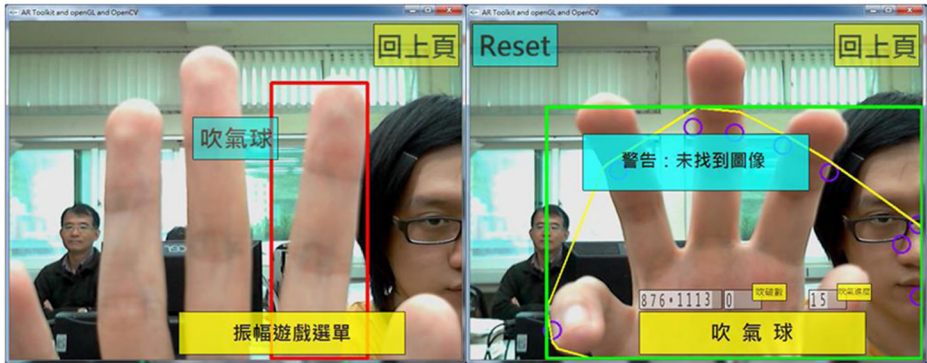 AR Toolkit and openGL and OpenCV
回上頁
吹氣球
振幅遊戲選單
AR Toolkit and openGL and OpenCV
Reset
回上頁
警告：未找到圖像
876·1113
0
吹破數
15
吹氣進度
吹氣球